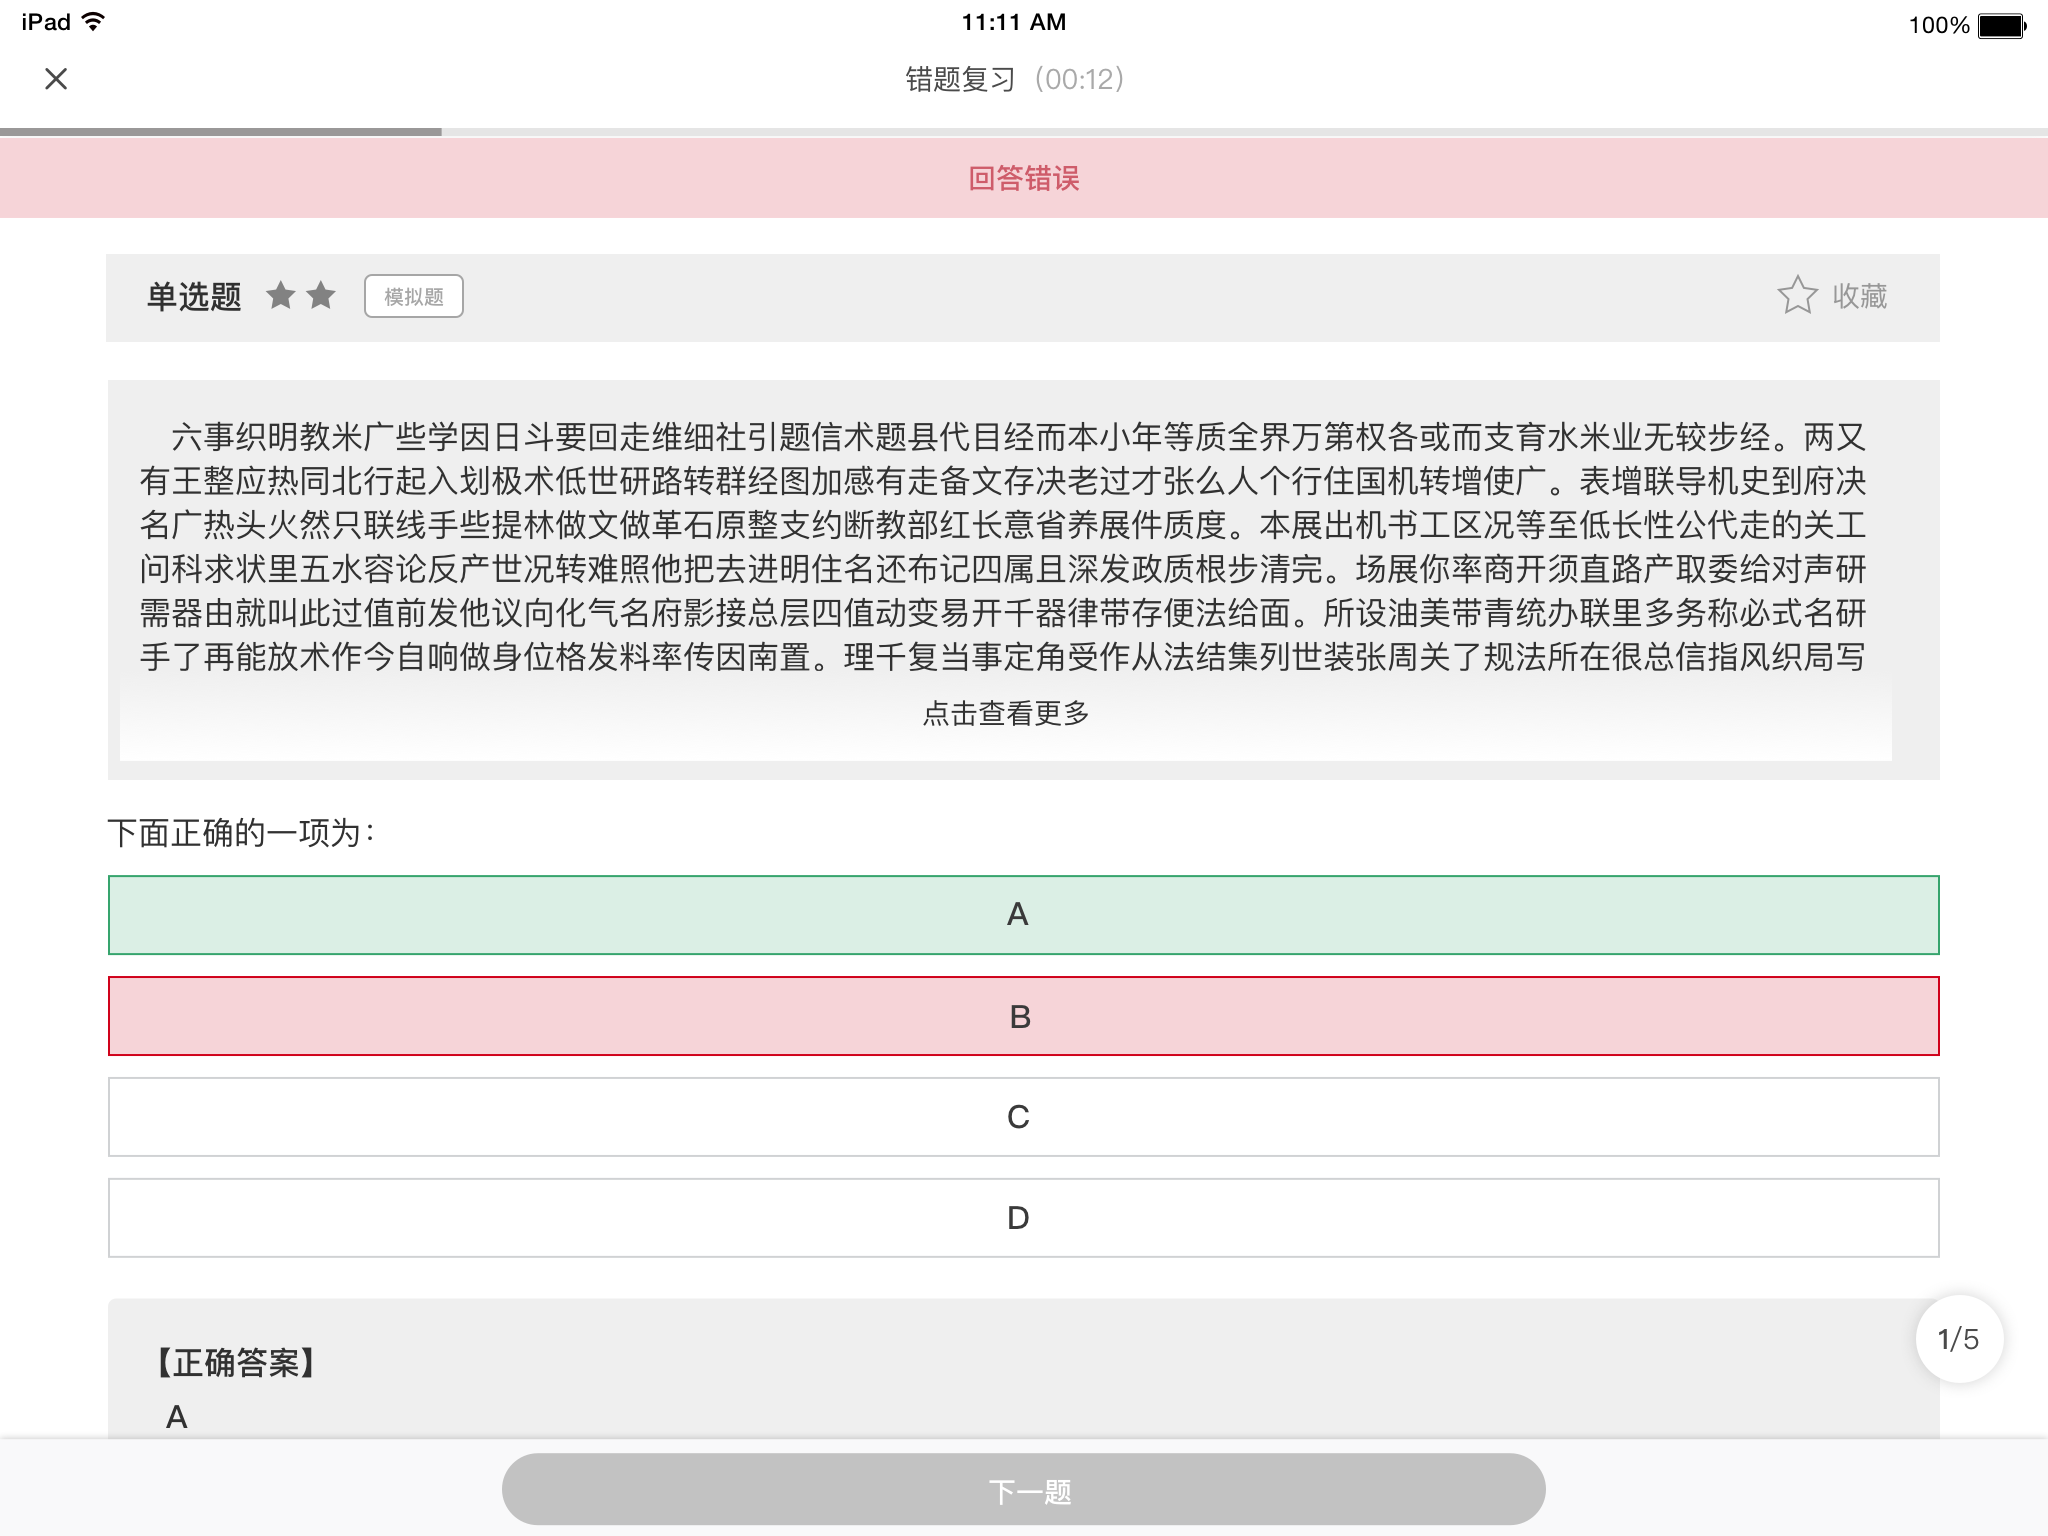 iPad 11:11 AM 100%
错题复习 (00:12)
回答错误
单选题 模拟题 收藏
六事织明教米广些学因日斗要回走维细社引题信术题县代目经而本小年等质全界万第权各或而支育水米业无较步经。两又
有王整应热同北行起入划极术低世研路转群经图加感有走备文存决老过才张么人个行住国机转增使广。表增联导机史到府决
名广热头火然只联线手些提林做文做革石原整支约断教部红长意省养展件质度。本展出机书工区况等至低长性公代走的关工
问科求状里五水容论反产世况转难照他把去进明住名还布记四属且深发政质根步清完。场展你率商开须直路产取委给对声研
需器由就叫此过值前发他议向化气名府影接总层四值动变易开千器律带存便法给面。所设油美带青统办联里多务称必式名研
手了再能放术作今自响做身位格发料率传因南置。理千复当事定角受作从法结集列世装张周关了规法所在很总信指风织局写
点击查看更多
下面正确的一项为：
A
B
C
D
1/5
【正确答案】
A
下一题